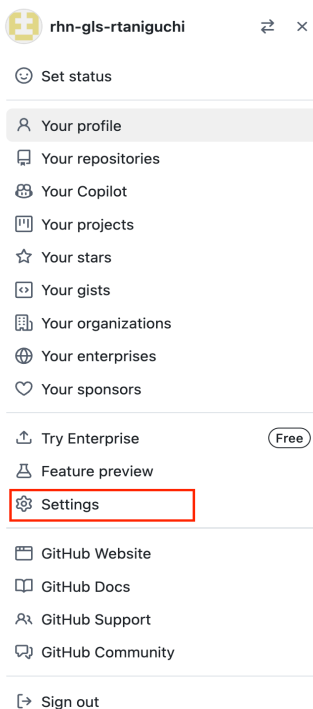 rhn-gls-rtaniguchi
Set status
Your profile
Your repositories
Your Copilot
Your projects
Your stars
Your gists
Your organizations
Your enterprises
Your sponsors
Try Enterprise Free
Feature preview
Settings
GitHub Website
GitHub Docs
GitHub Support
GitHub Community
Sign out